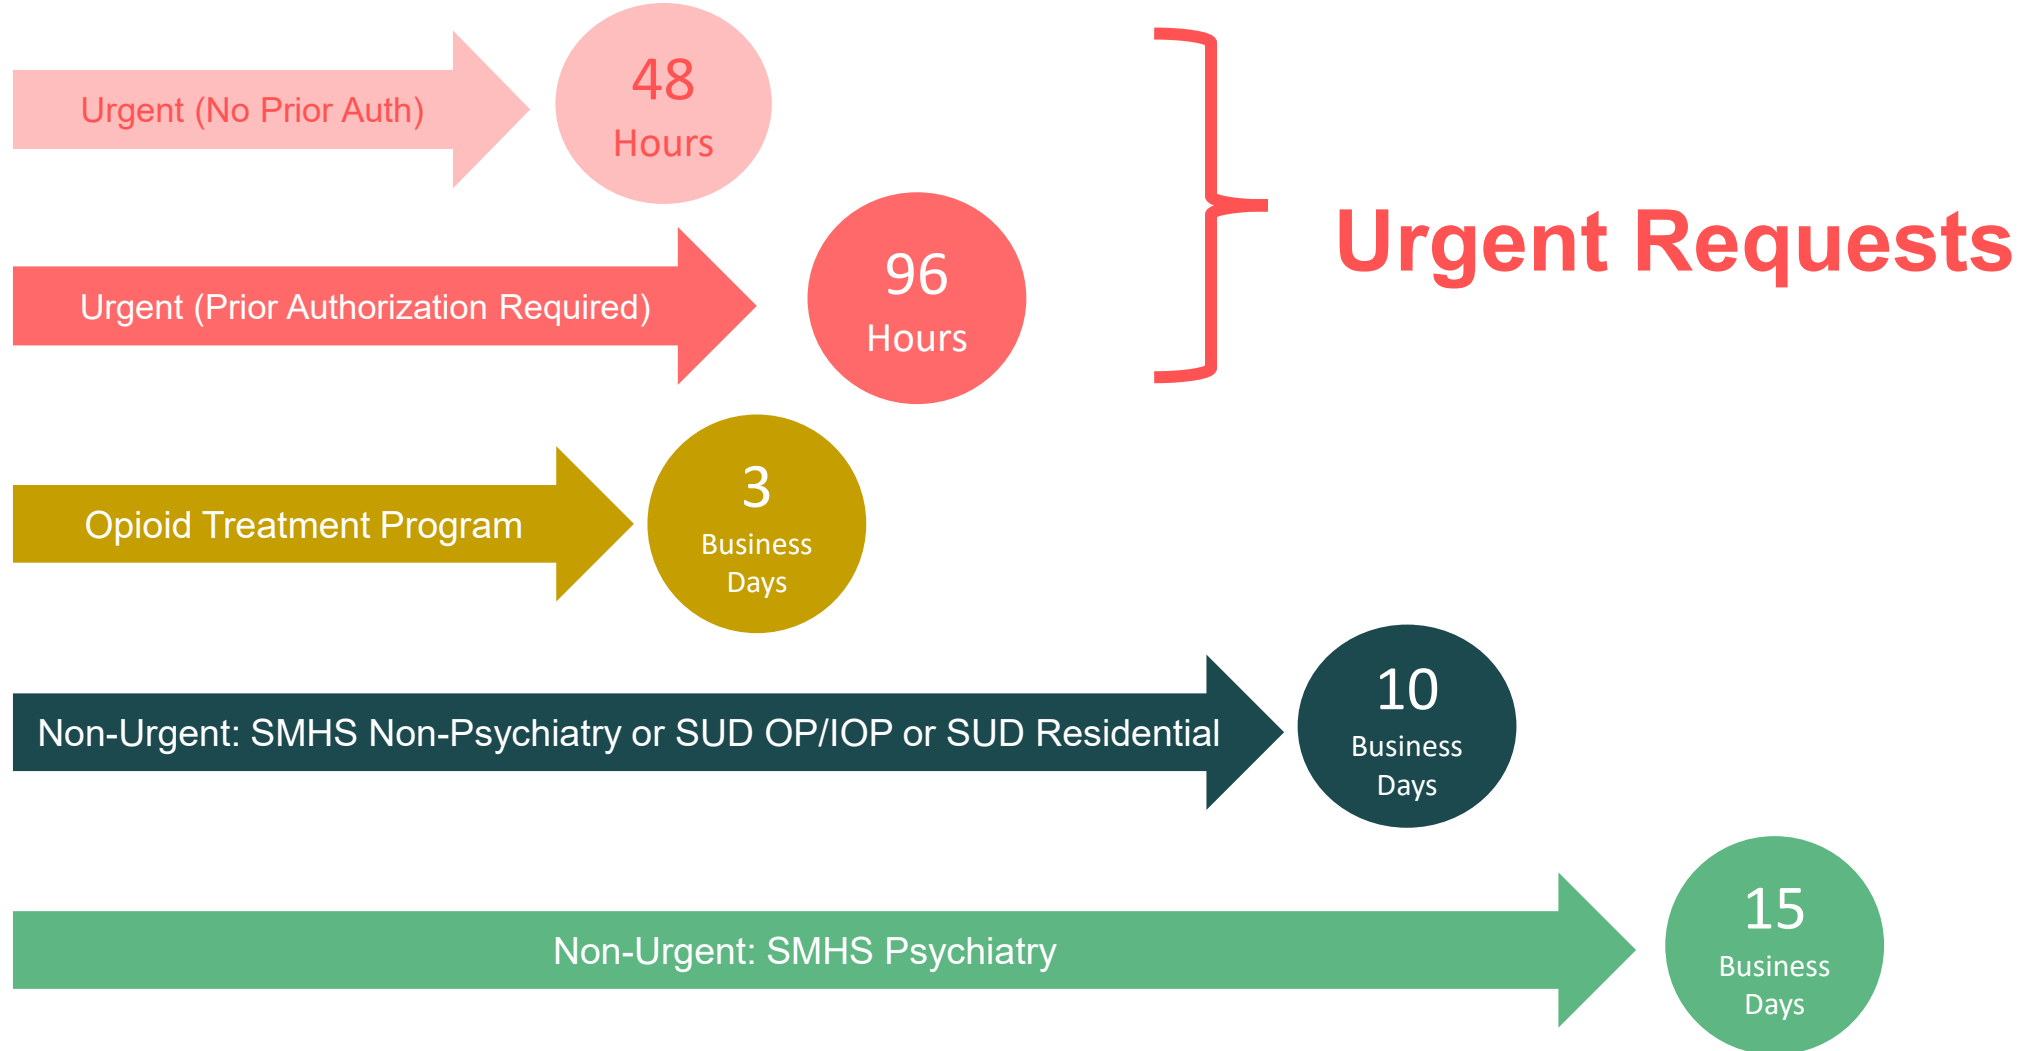 Urgent (No Prior Auth)
48
Hours
Urgent (Prior Authorization Required)
96
Hours
Urgent Requests
Opioid Treatment Program
3
Business
Days
Non-Urgent: SMHS Non-Psychiatry or SUD OP/IOP or SUD Residential
10
Business
Days
Non-Urgent: SMHS Psychiatry
15
Business
Days